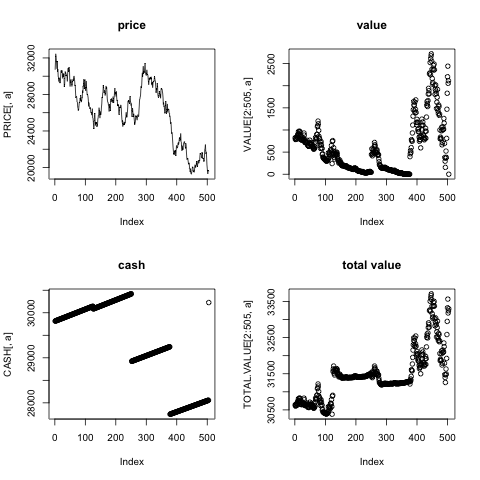 price
PRICE[, a]
20000 24000 28000 32000
0 100 200 300 400 500
Index
value
VALUE[2:505, a]
0 500 1500 2500
0 100 200 300 400 500
Index
cash
CASH[, a]
28000 29000 30000
0 100 200 300 400 500
Index
total value
TOTAL.VALUE[2:505, a]
30500 31500 32500 33500
0 100 200 300 400 500
Index